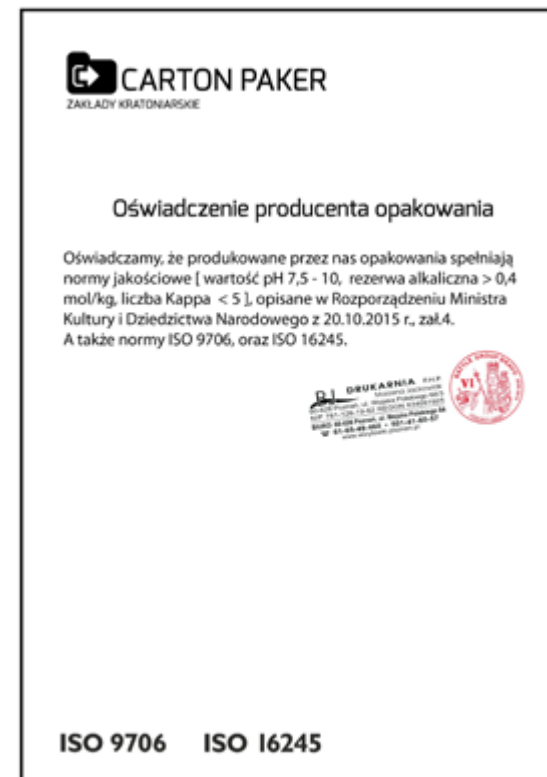 CARTON PAKER
ZAKŁADY KRATONIARSKIE
Oświadczenie producenta opakowania
Oświadczamy, że produkowane przez nas opakowania spełniają
normy jakościowe [ wartość pH 7,5 - 10, rezerwa alkaliczna > 0,4
mol/kg, liczba Kappa < 5 ], opisane w Rozporządzeniu Ministra
Kultury i Dziedzictwa Narodowego z 20.10.2015 r., zał.4.
A także normy ISO 9706, oraz ISO 16245.
DRUKARNIA
VI
ISO 9706 ISO 16245